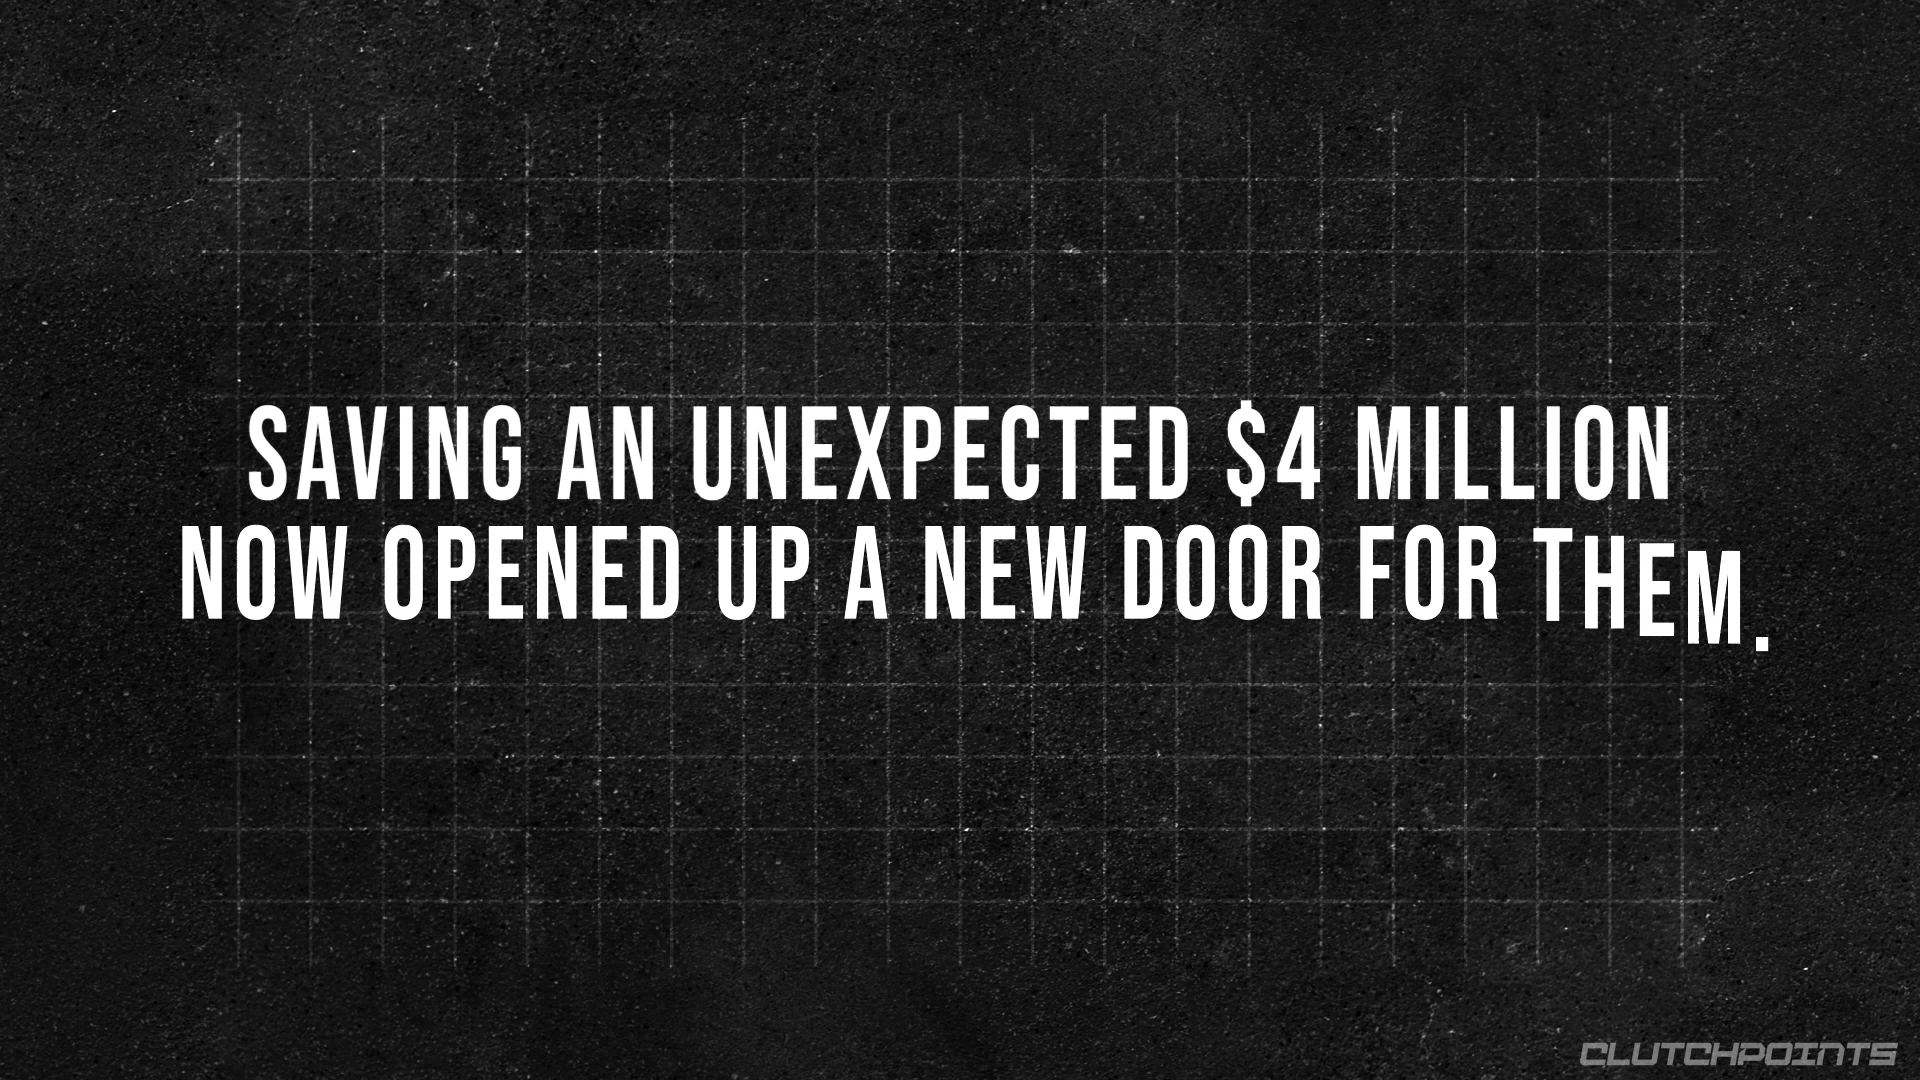 SAVING AN UNEXPECTED $4 MILLION
NOW OPENED UP A NEW DOOR FOR THEM.
CLUTCHPOINTS